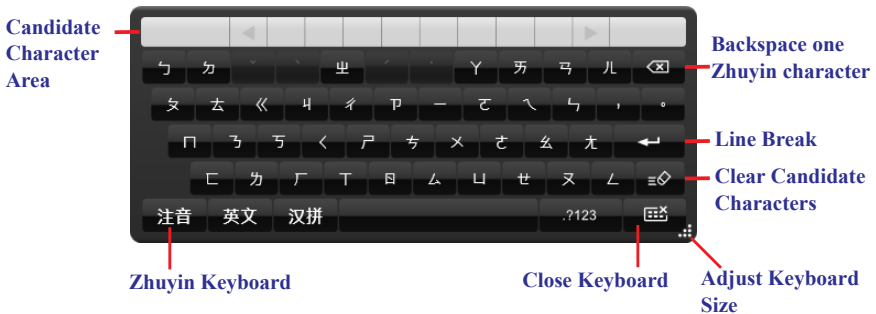 Candidate
Character
Area
Backspace one
Zhuyin character
ㄅ ㄉ ˇ ˋ ㄓ ˊ ˙ ㄚ ㄞ ㄢ ㄦ
ㄆ ㄊ ㄍ ㄐ ㄔ ㄗ ㄧ ㄛ ㄟ ㄣ , 。
ㄇ ㄋ ㄎ ㄑ ㄕ ㄘ ㄨ ㄜ ㄠ ㄤ
Line Break
ㄈ ㄌ ㄏ ㄒ ㄖ ㄙ ㄩ ㄝ ㄡ ㄥ
Clear Candidate
Characters
注音 英文 汉拼 .?123
Zhuyin Keyboard
Close Keyboard
Adjust Keyboard
Size